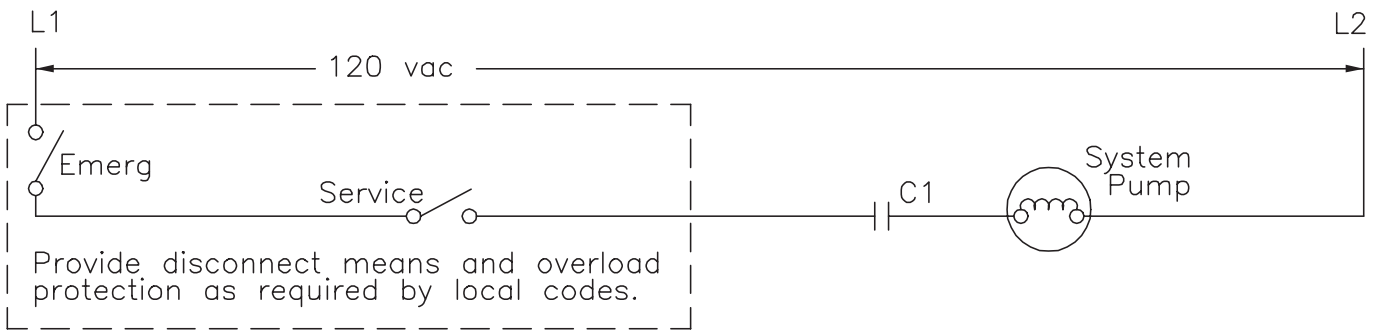 L1
L2
120 vac
Emerg
Service
C1
System
Pump
Provide disconnect means and overload
protection as required by local codes.